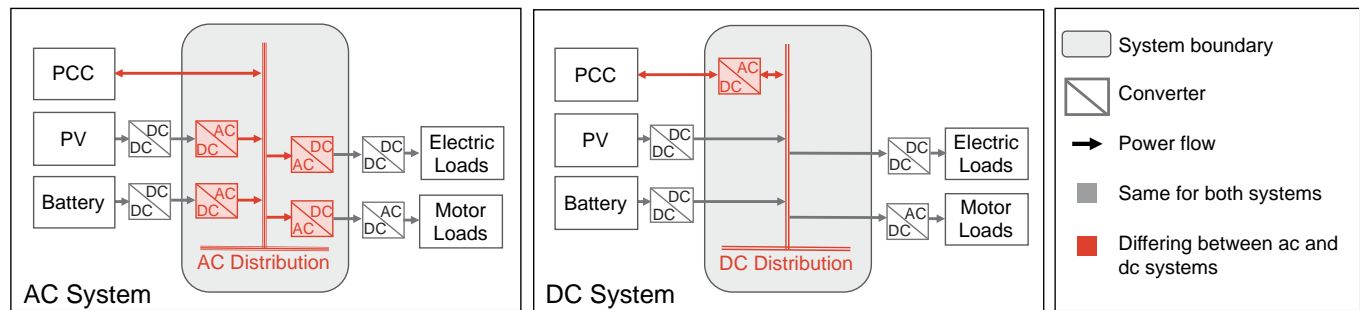 PCC
PV
Battery
DC
DC
AC
DC
DC
DC
AC
DC
DC
AC
DC
DC
Electric
Loads
DC
AC
AC
DC
Motor
Loads
AC Distribution
AC System
PCC
PV
Battery
AC
DC
DC
DC
DC
DC
DC
DC
Electric
Loads
AC
DC
Motor
Loads
DC Distribution
DC System
System boundary
Converter
Power flow
Same for both systems
Differing between ac and
dc systems